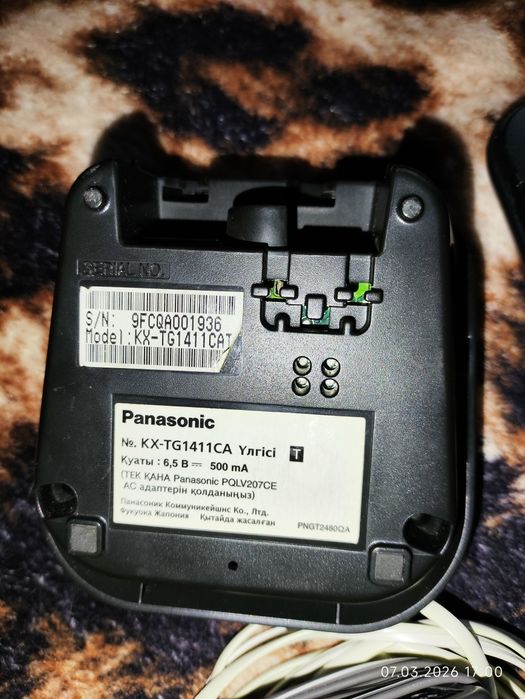 SERIAL NO.
S/N: 9FCQA001936
Model:KX-TG1411CAT
Panasonic
№. KX-TG1411CA Үлгісі T
Қуаты : 6,5 В ⎓ 500 mA
(ТЕК ҚАНА Panasonic PQLV207CE
АС адаптерін қолданыңыз)
Панасоник Коммуникейшнс Ко., Лтд.
Фукуока Жапония Қытайда жасалған
PNGT2480QA
07.03.2026 17:00